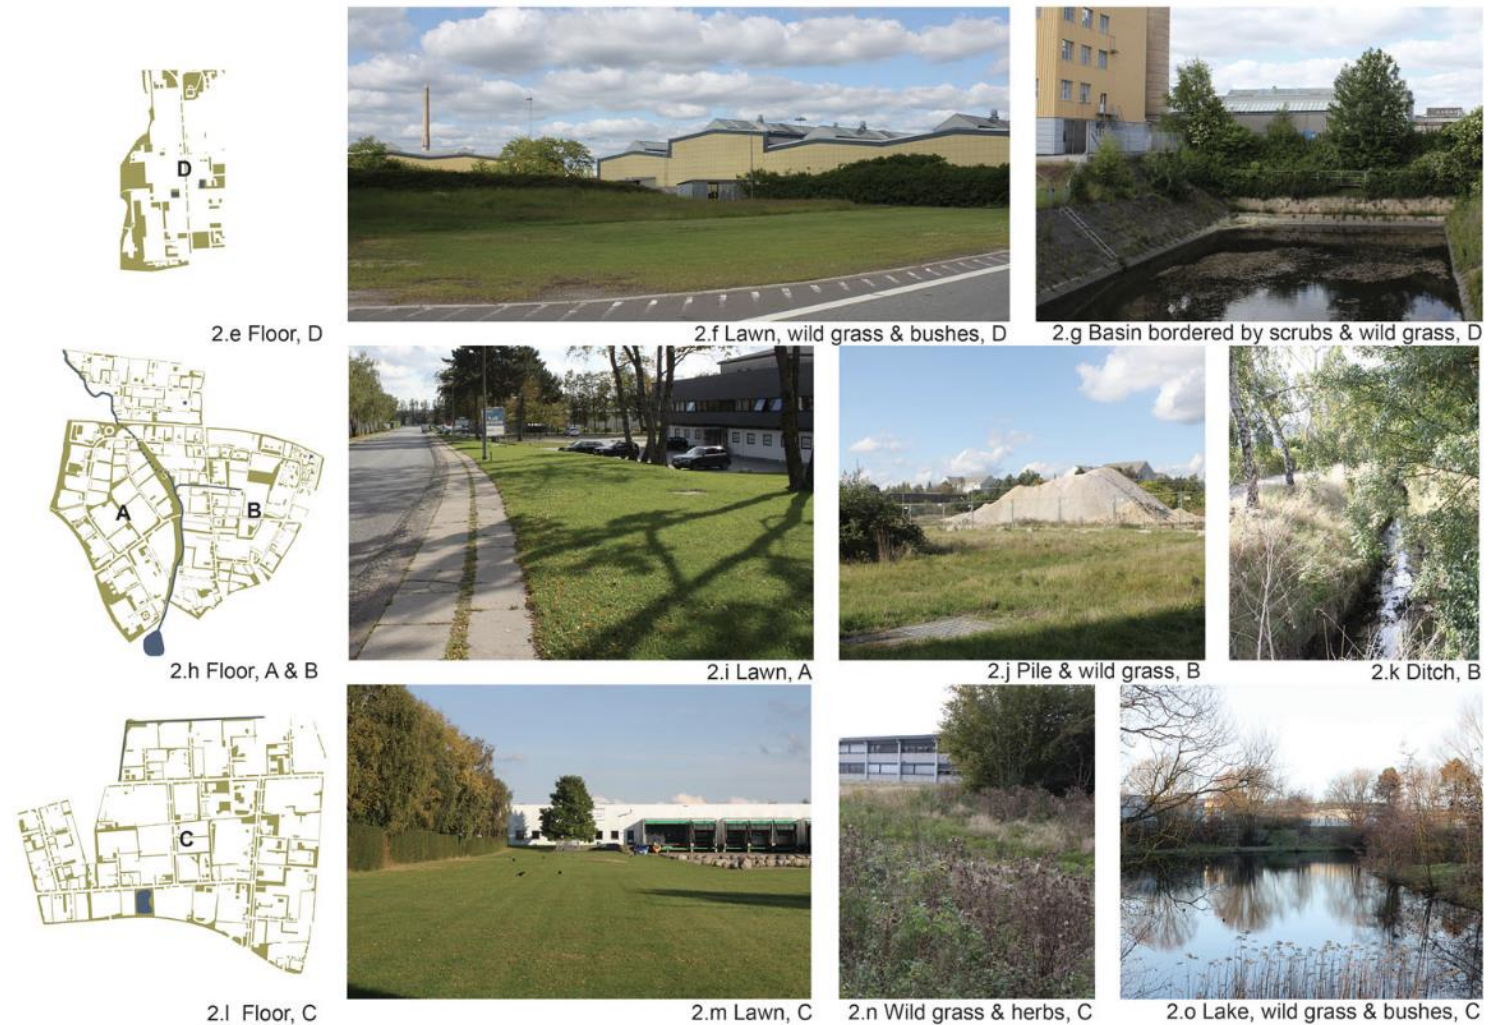 D
2.e Floor, D
2.f Lawn, wild grass & bushes, D
2.g Basin bordered by scrubs & wild grass, D
A
B
2.h Floor, A & B
2.i Lawn, A
2.j Pile & wild grass, B
2.k Ditch, B
C
2.l Floor, C
2.m Lawn, C
2.n Wild grass & herbs, C
2.o Lake, wild grass & bushes, C